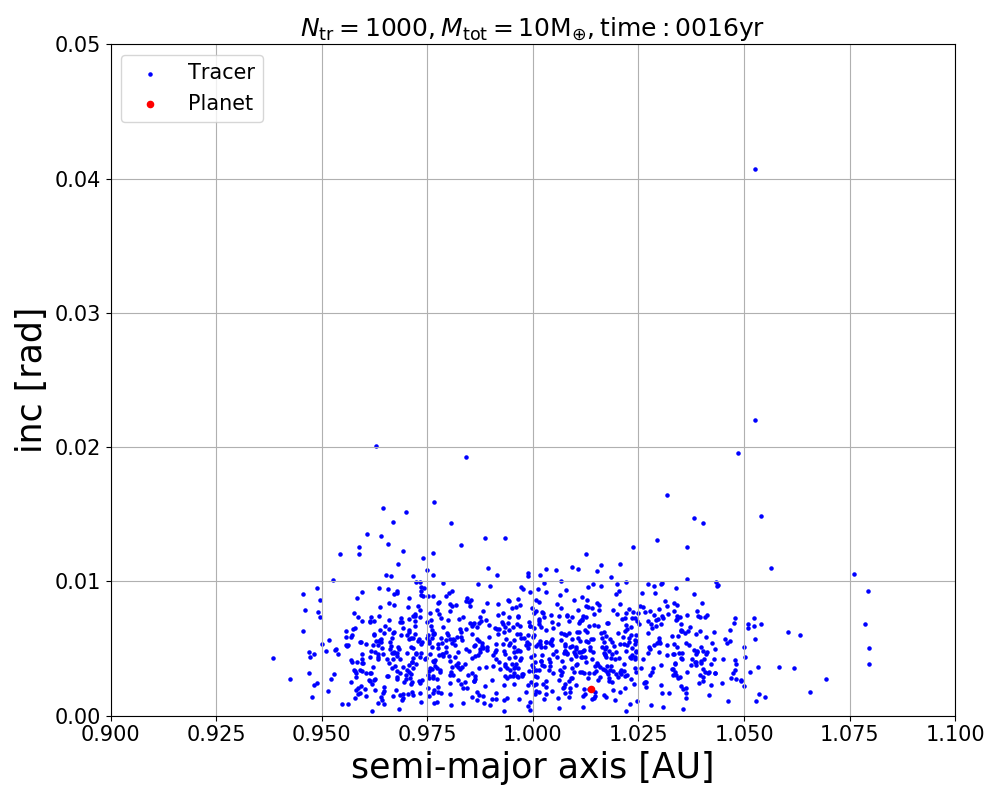 N_tr = 1000, M_tot = 10M_⊕, time : 0016yr
Tracer
Planet
0.05
0.04
0.03
0.02
0.01
0.00
inc [rad]
0.900 0.925 0.950 0.975 1.000 1.025 1.050 1.075 1.100
semi-major axis [AU]